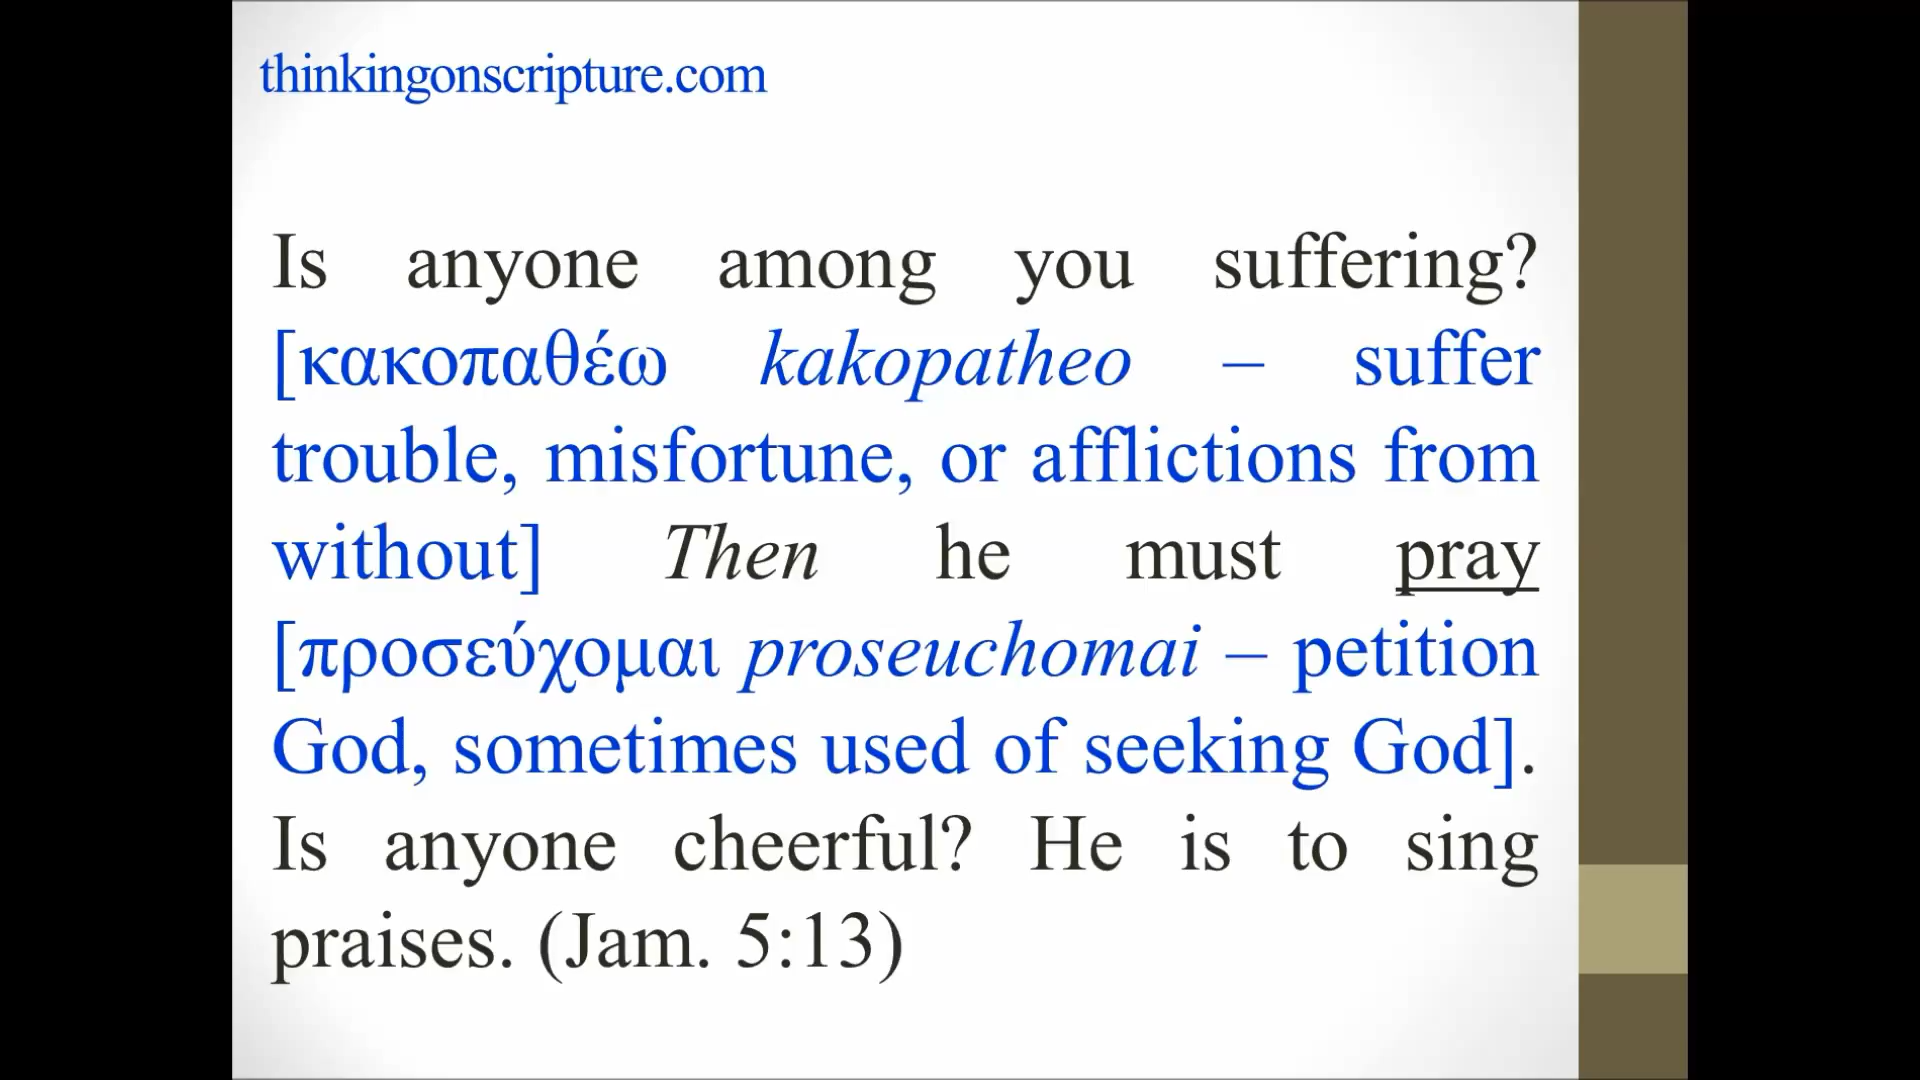 thinkingonscripture.com
Is anyone among you suffering?
[κακοπαθέω kakopatheo – suffer
trouble, misfortune, or afflictions from
without] Then he must pray
[προσεύχομαι proseuchomai – petition
God, sometimes used of seeking God].
Is anyone cheerful? He is to sing
praises. (Jam. 5:13)